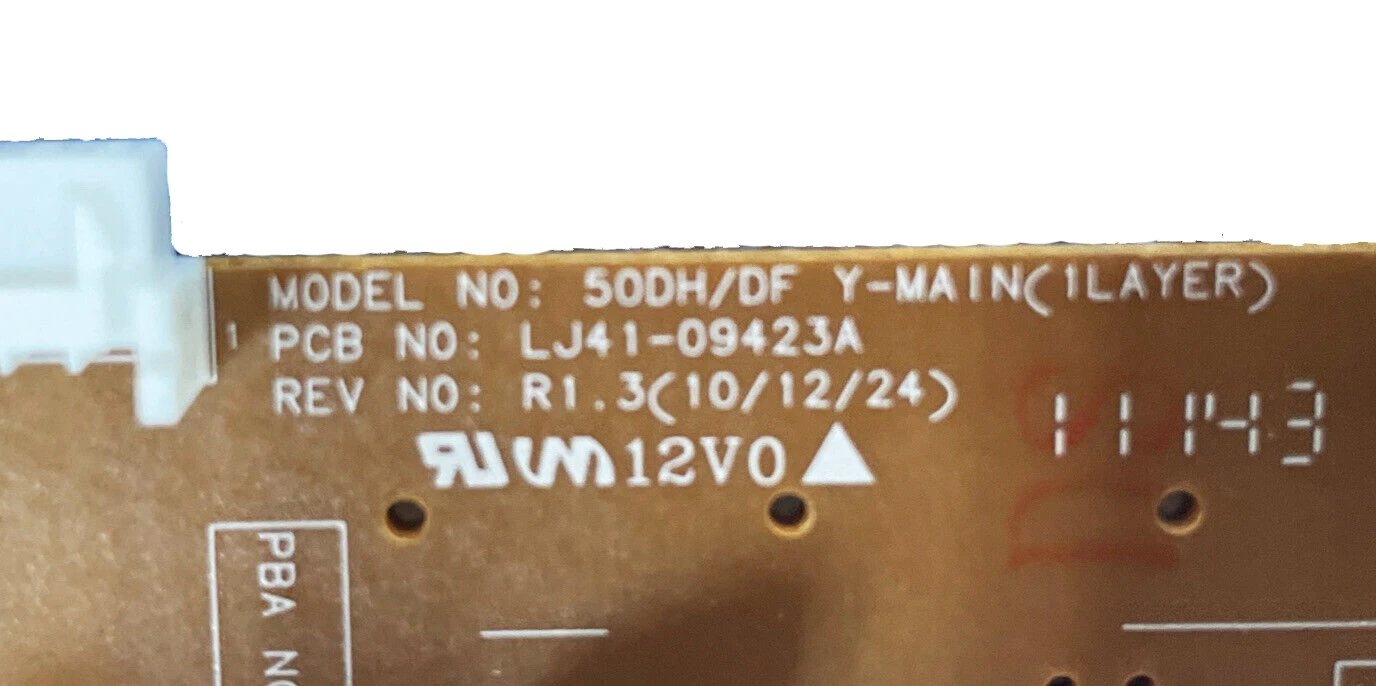 MODEL NO: 50DH/DF Y-MAIN(1LAYER)
1
PCB NO: LJ41-09423A
REV NO: R1.3(10/12/24)
1143
12V0
PBA